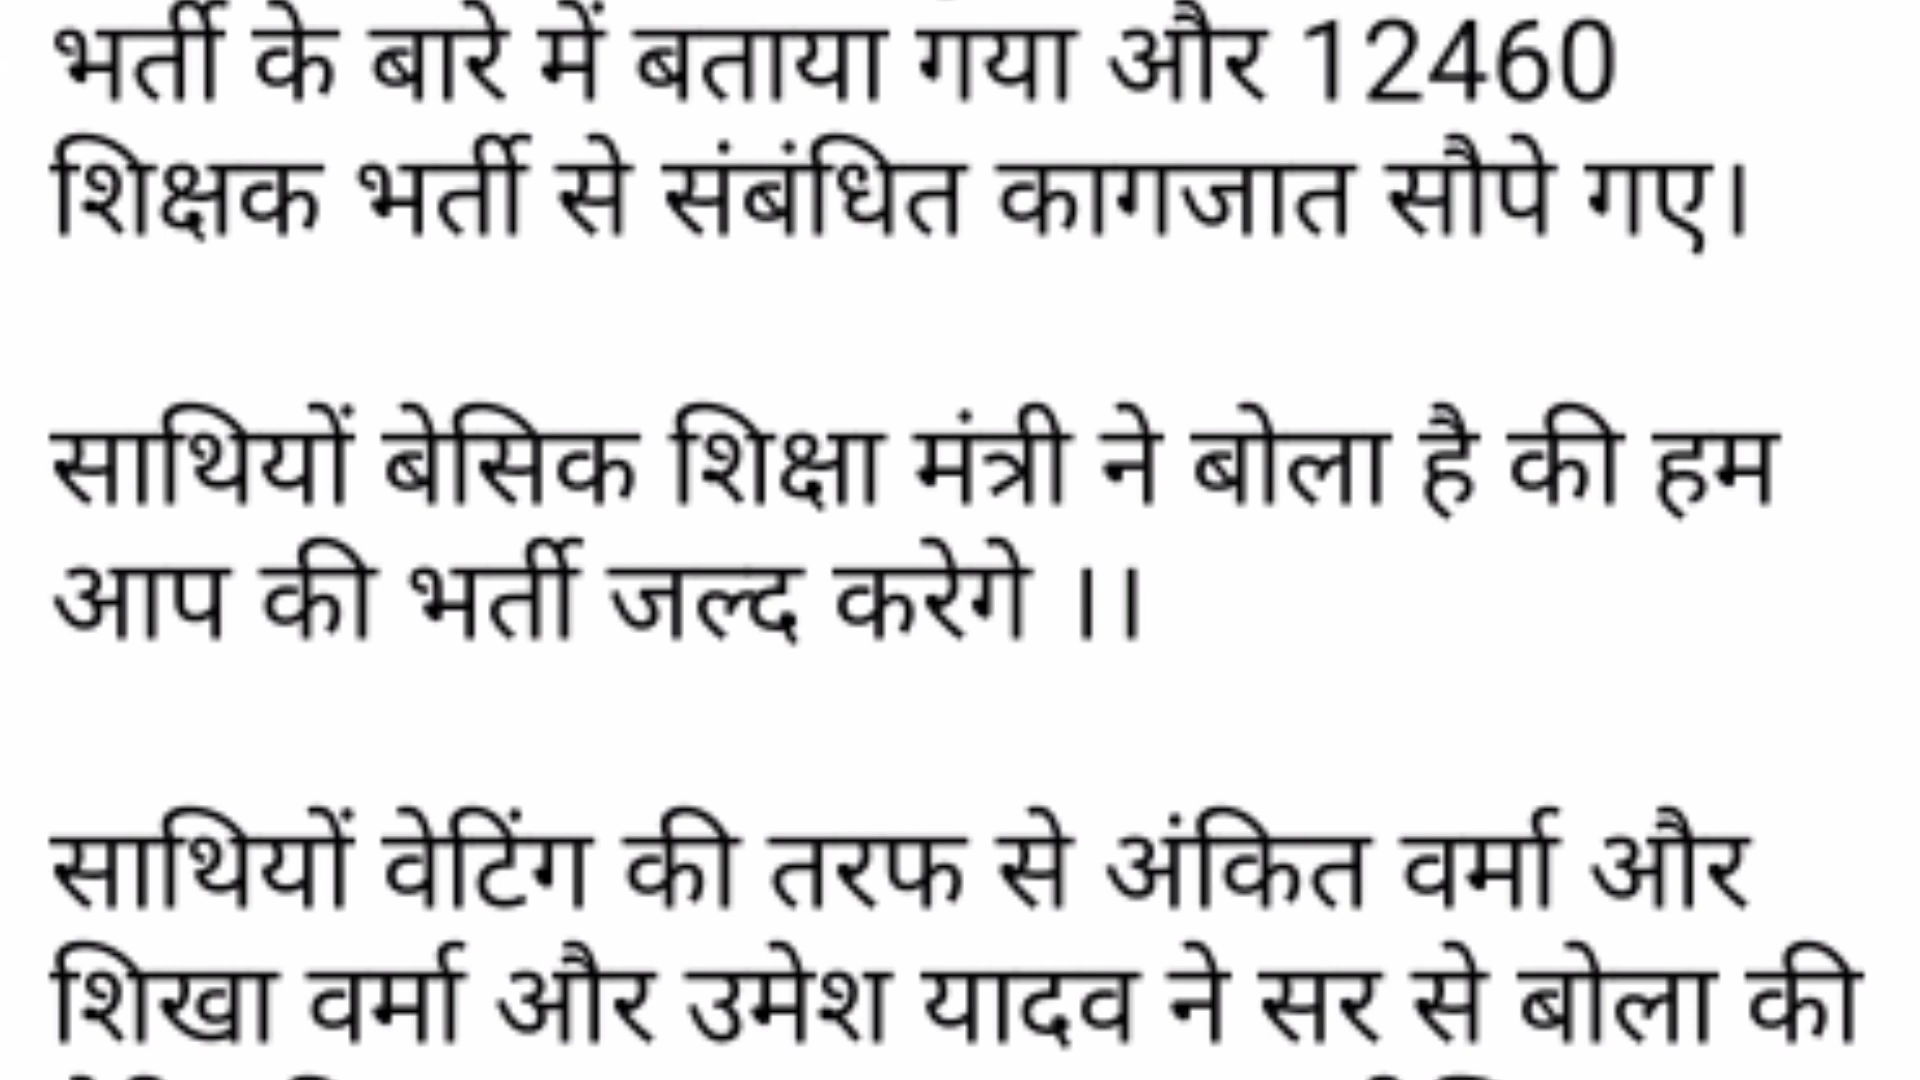 भर्ती के बारे में बताया गया और 12460
शिक्षक भर्ती से संबंधित कागजात सौपे गए।
साथियों बेसिक शिक्षा मंत्री ने बोला है की हम
आप की भर्ती जल्द करेगे ।।
साथियों वेटिंग की तरफ से अंकित वर्मा और
शिखा वर्मा और उमेश यादव ने सर से बोला की